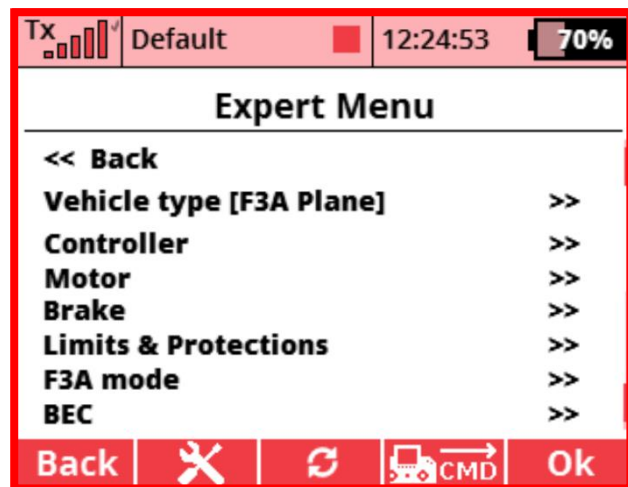 Tx Default 12:24:53 70%
Expert Menu
<< Back
Vehicle type [F3A Plane] >>
Controller >>
Motor >>
Brake >>
Limits & Protections >>
F3A mode >>
BEC >>
Back CMD Ok